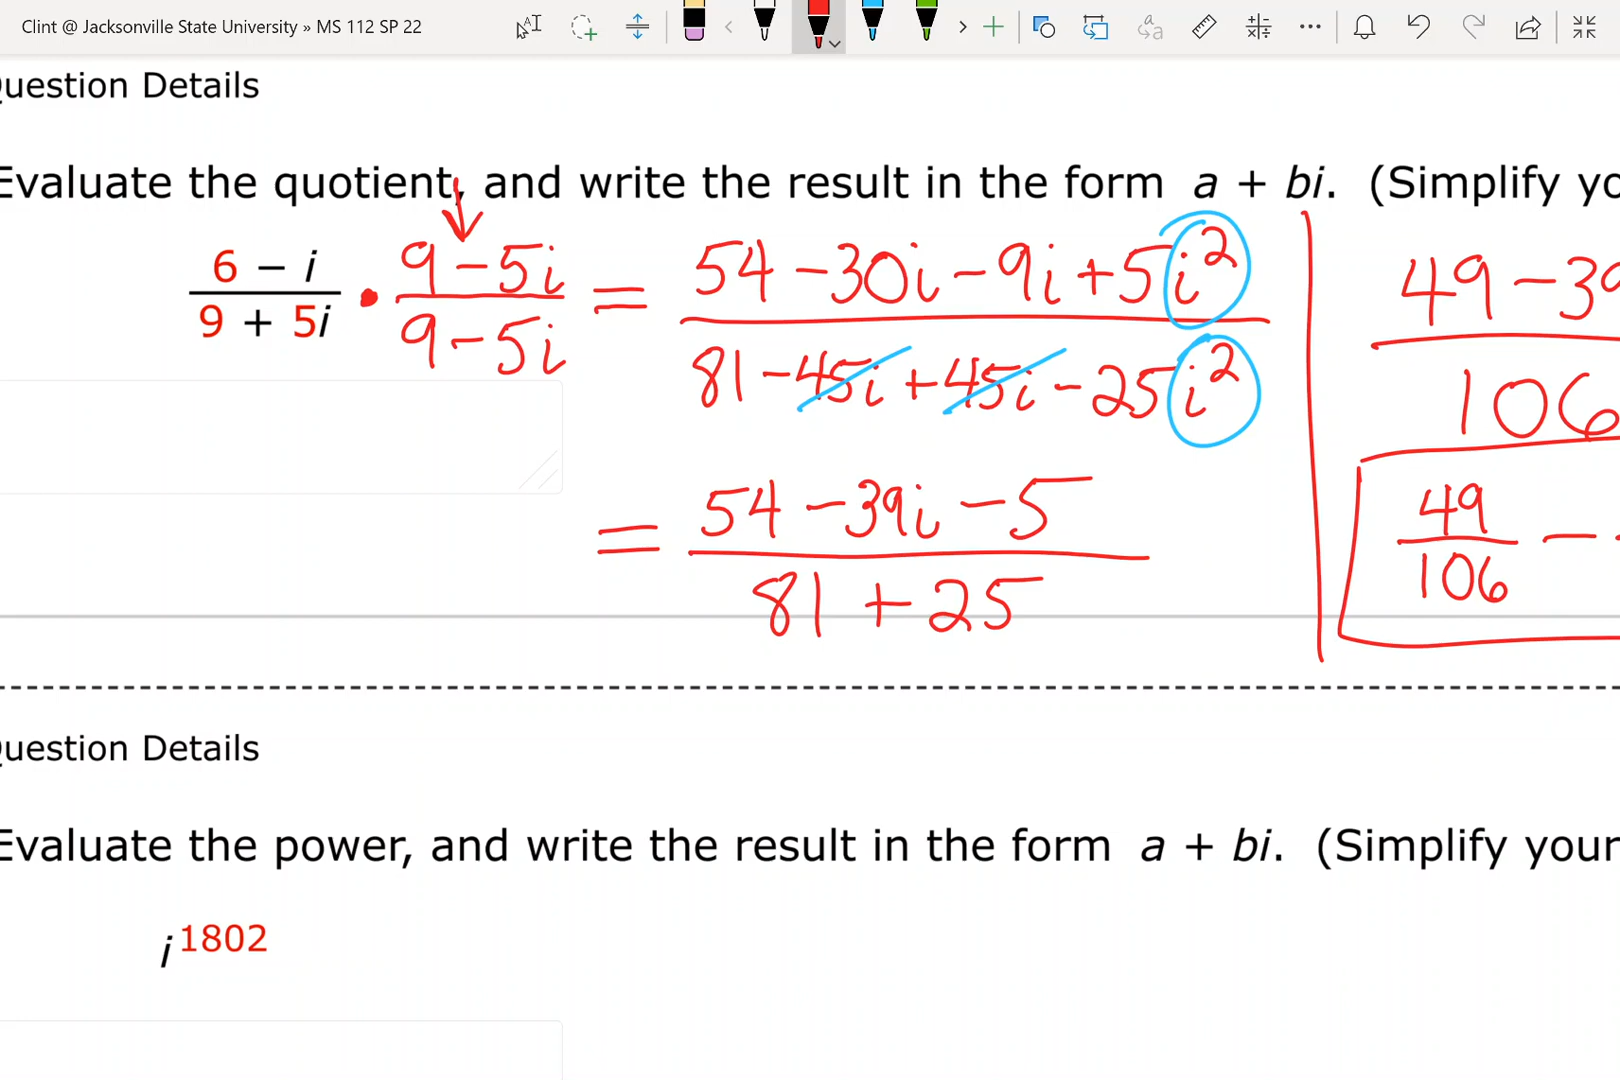 Clint @ Jacksonville State University » MS 112 SP 22
uestion Details
Evaluate the quotient, and write the result in the form a + bi. (Simplify yo
6 − i / 9 + 5i • 9 − 5i / 9 − 5i = 54 − 30i − 9i + 5i² / 81 − 45i + 45i − 25i²
= 54 − 39i − 5 / 81 + 25
49 − 39 / 106
49 / 106 −
uestion Details
Evaluate the power, and write the result in the form a + bi. (Simplify your
i¹⁸⁰²